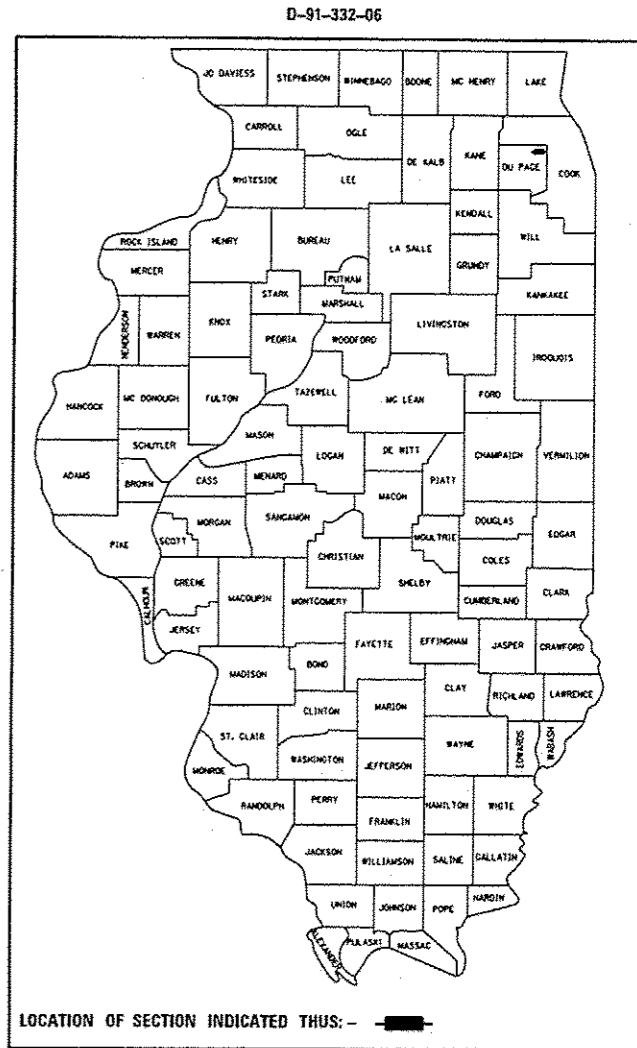 D-91-332-06
JO DAVIESS STEPHENSON WINNEBAGO BOONE MC HENRY LAKE
CARROLL OGLE DE KALB KANE DU PAGE COOK
WHITESIDE LEE
KENDALL WILL
ROCK ISLAND HENRY BUREAU LA SALLE GRUNDY
MERCER PUTNAM
STARK MARSHALL KANKAKEE
HENDERSON WARREN KNOX PEORIA WOODFORD LIVINGSTON IROQUOIS
HANCOCK MC DONOUGH FULTON TAZEWELL MC LEAN FORD
SCHUYLER MASON LOGAN DE WITT CHAMPAIGN VERMILION
ADAMS BROWN CASS MENARD MACON PIATT
PIKE SCOTT MORGAN SANGAMON CHRISTIAN MOULTRIE DOUGLAS EDGAR
COLES
CALHOUN GREENE MACOUPIN MONTGOMERY SHELBY CUMBERLAND CLARK
JERSEY FAYETTE EFFINGHAM JASPER CRAWFORD
MADISON BOND CLAY RICHLAND LAWRENCE
CLINTON MARION
ST. CLAIR WASHINGTON WAYNE EDWARDS WABASH
MONROE JEFFERSON
RANDOLPH PERRY HAMILTON WHITE
FRANKLIN
JACKSON WILLIAMSON SALINE GALLATIN
UNION JOHNSON POPE HARDIN
ALEXANDER PULASKI MASSAC
LOCATION OF SECTION INDICATED THUS: -